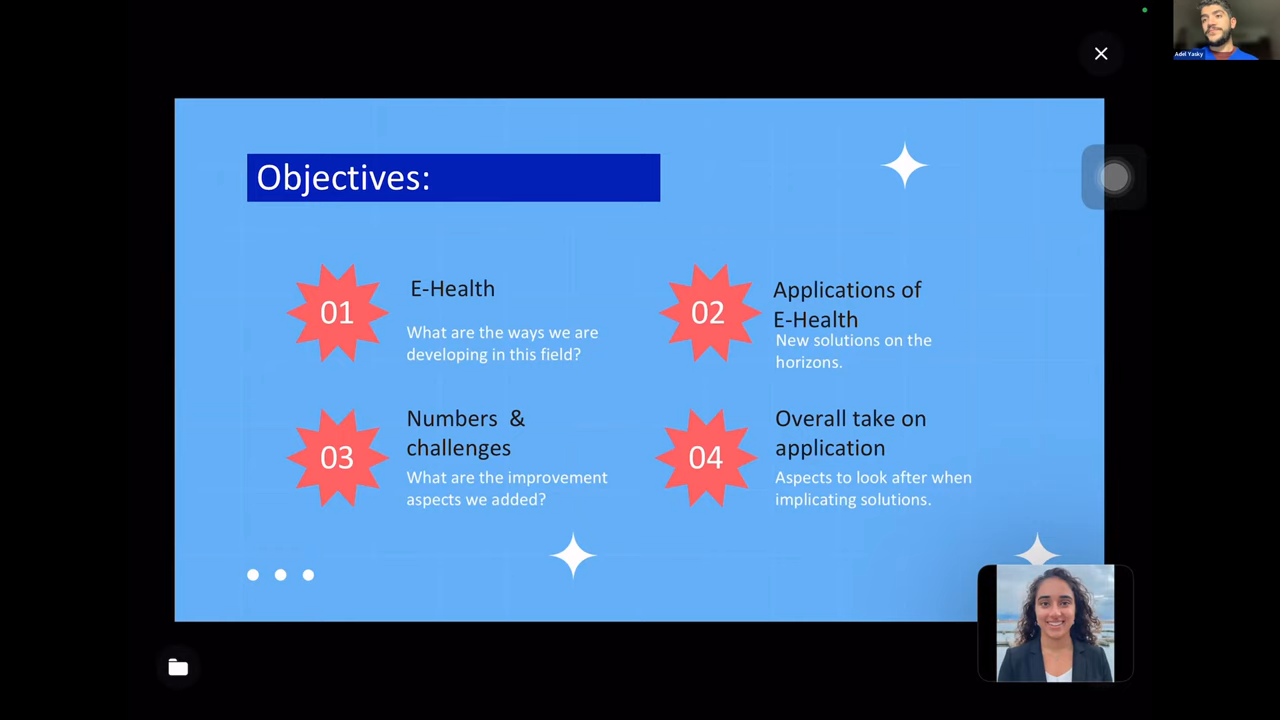 Adel Yasky
Objectives:
01
E-Health
What are the ways we are
developing in this field?
02
Applications of
E-Health
New solutions on the
horizons.
03
Numbers & 
challenges
What are the improvement
aspects we added?
04
Overall take on
application
Aspects to look after when
implicating solutions.